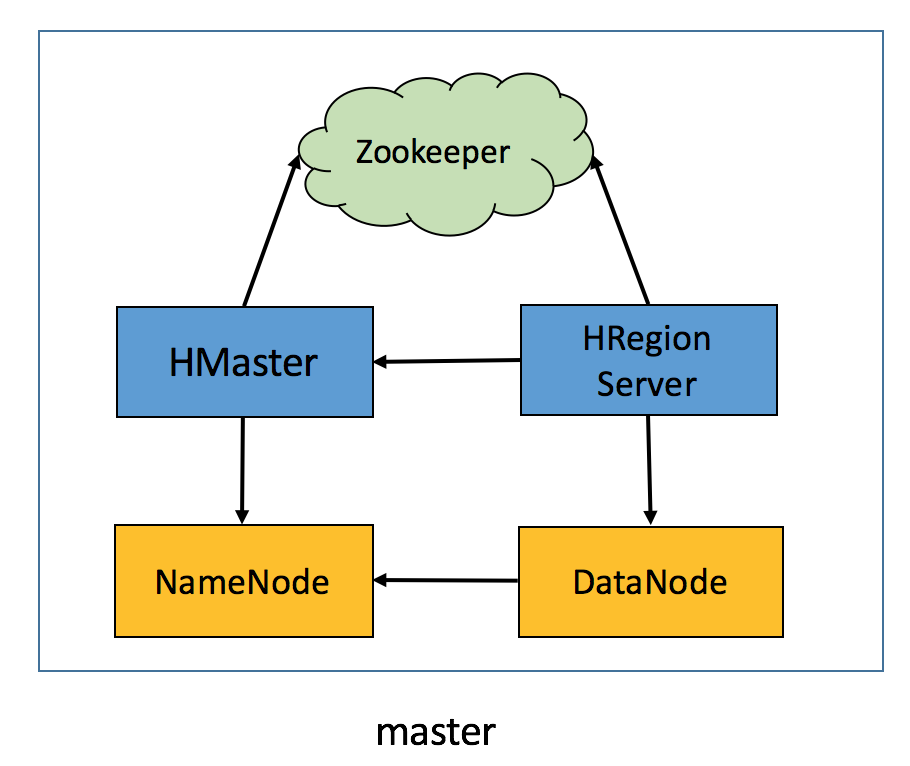 Zookeeper
HMaster
HRegion
Server
NameNode
DataNode
master